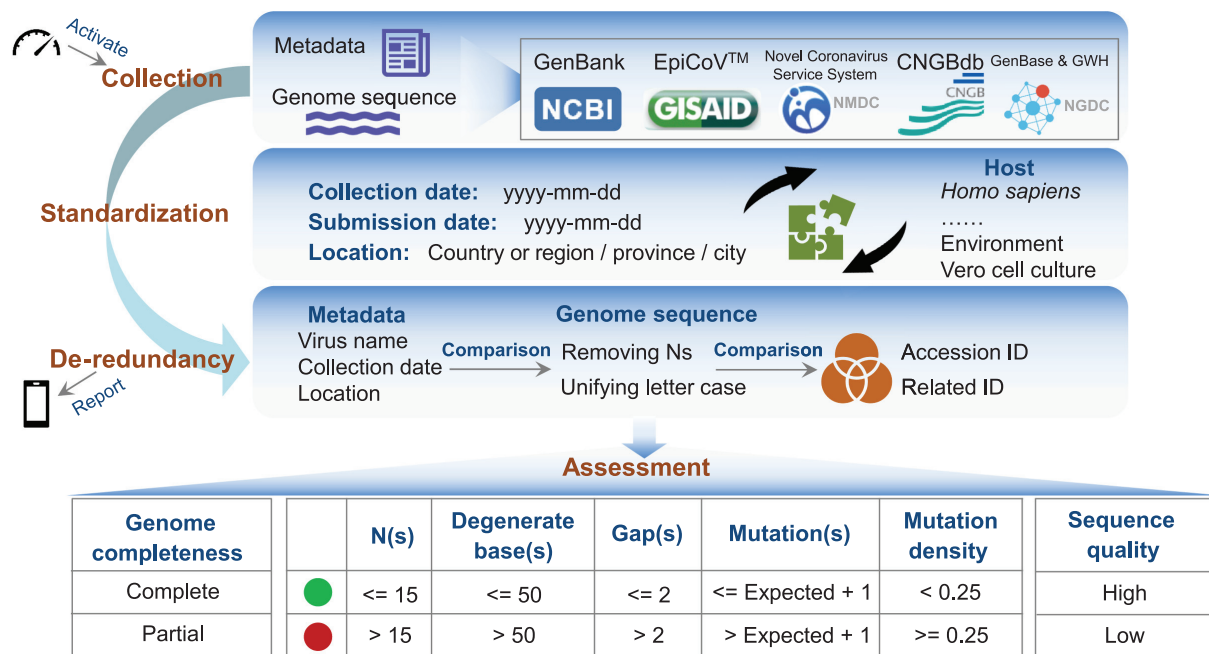 Activate
Collection
Metadata
Genome sequence
GenBank
NCBI
EpiCoV™
GISAID
Novel Coronavirus
Service System
NMDC
CNGBdb
CNGB
GenBase & GWH
NGDC
Standardization
Collection date: yyyy-mm-dd
Submission date: yyyy-mm-dd
Location: Country or region / province / city
Host
Homo sapiens
......
Environment
Vero cell culture
De-redundancy
Report
Metadata
Virus name
Collection date
Location
Comparison
Genome sequence
Removing Ns
Unifying letter case
Comparison
Accession ID
Related ID
Assessment
Genome
completeness
N(s)
Degenerate
base(s)
Gap(s)
Mutation(s)
Mutation
density
Sequence
quality
Complete
<= 15
<= 50
<= 2
<= Expected + 1
< 0.25
High
Partial
> 15
> 50
> 2
> Expected + 1
>= 0.25
Low